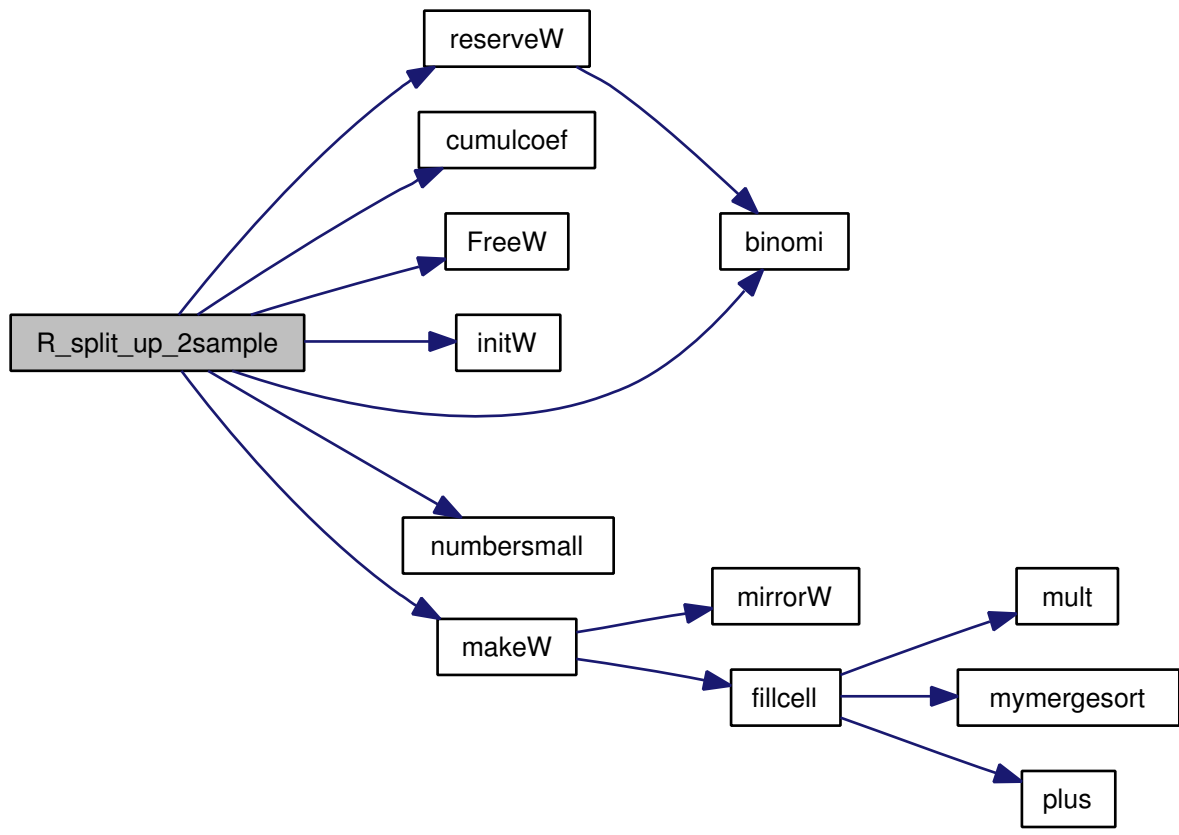 reserveW
cumulcoef
FreeW
binomi
R_split_up_2sample
initW
numbersmall
mirrorW
mult
makeW
fillcell
mymergesort
plus